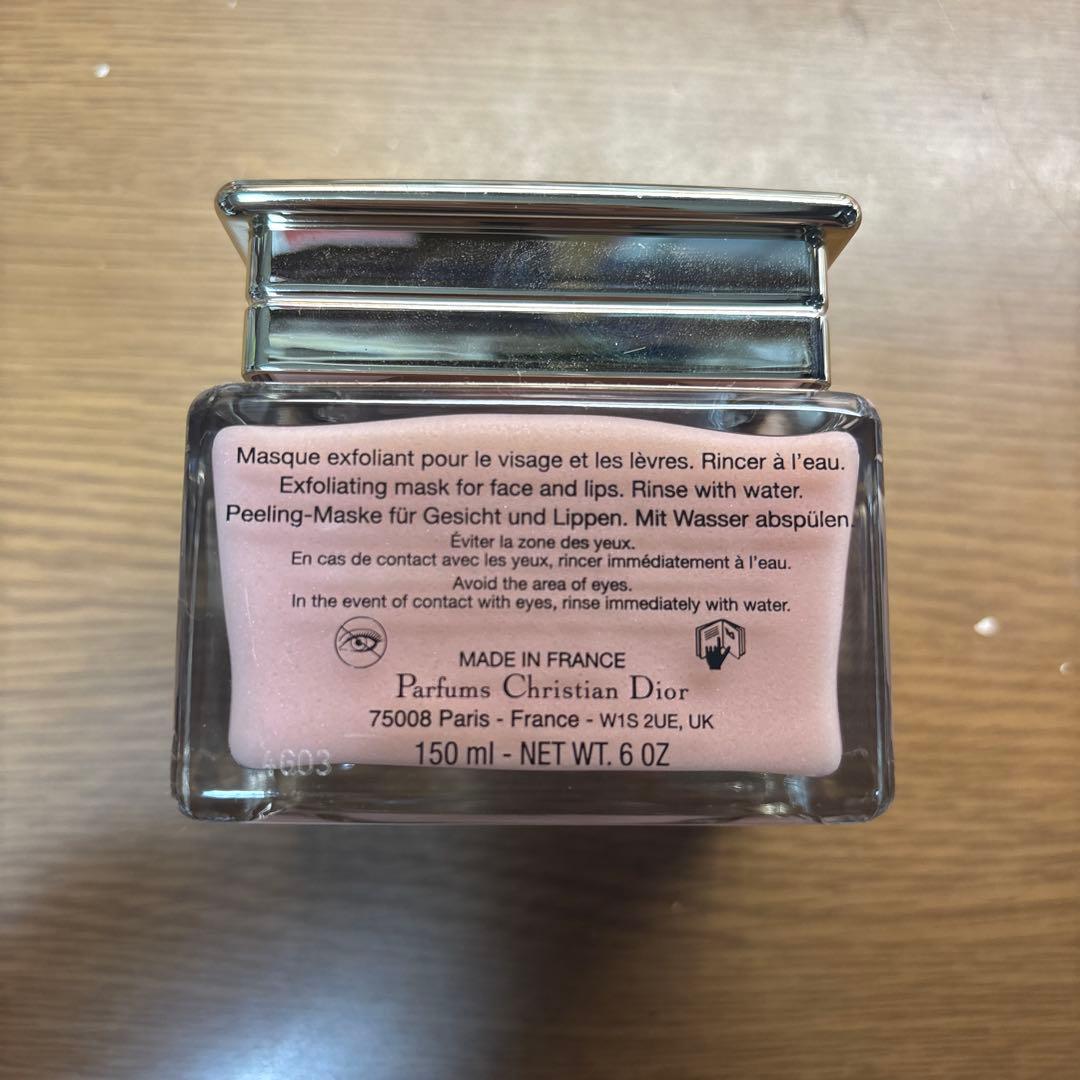 Masque exfoliant pour le visage et les lèvres. Rincer à l'eau.
Exfoliating mask for face and lips. Rinse with water.
Peeling-Maske für Gesicht und Lippen. Mit Wasser abspülen.
Éviter la zone des yeux.
En cas de contact avec les yeux, rincer immédiatement à l'eau.
Avoid the area of eyes.
In the event of contact with eyes, rinse immediately with water.
MADE IN FRANCE
Parfums Christian Dior
75008 Paris - France - W1S 2UE, UK
150 ml - NET WT. 6 OZ